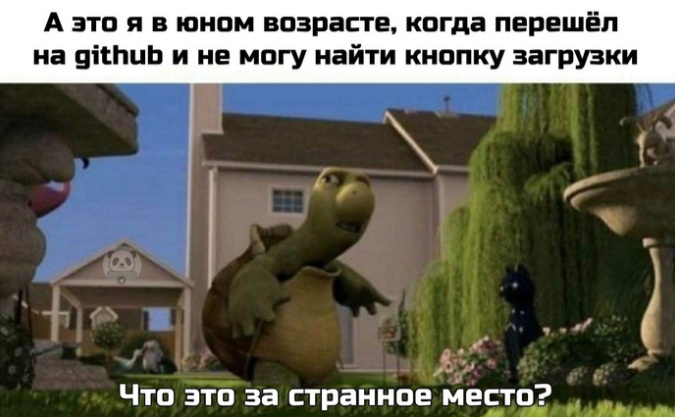 А это я в юном возрасте, когда перешёл
на github и не могу найти кнопку загрузки
Что это за странное место?